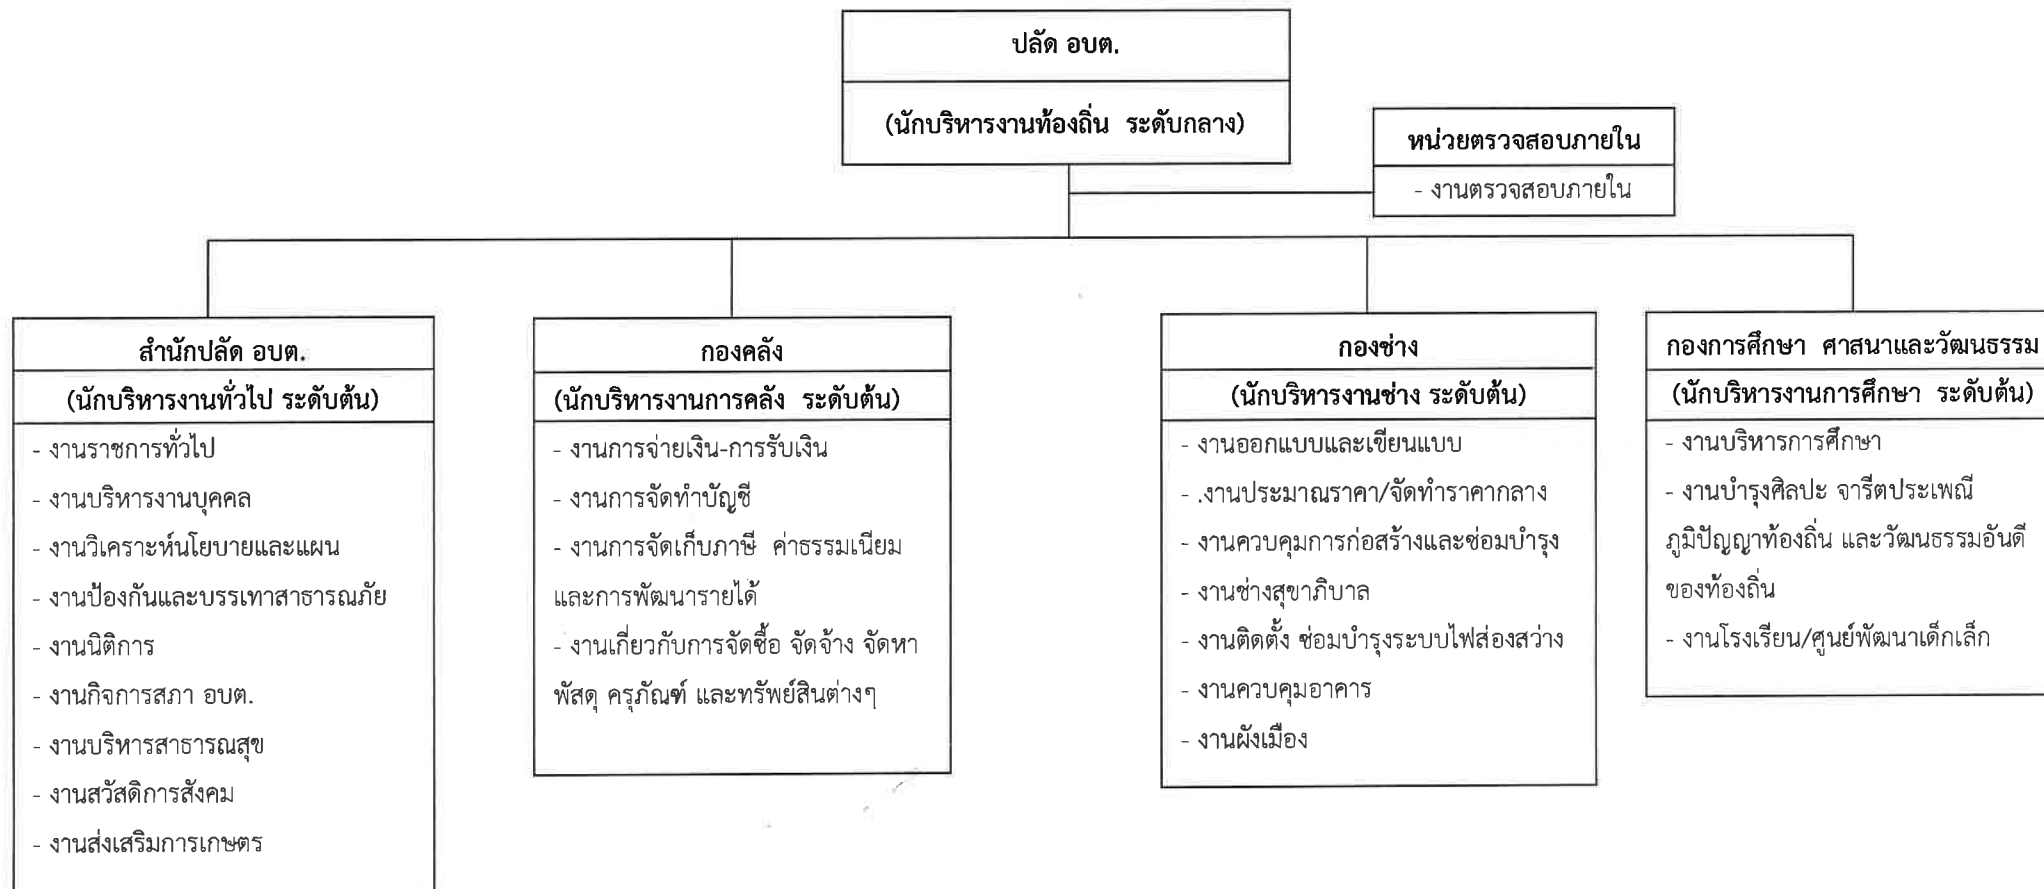 ปลัด อบต.
(นักบริหารงานท้องถิ่น ระดับกลาง)
หน่วยตรวจสอบภายใน
- งานตรวจสอบภายใน
สำนักปลัด อบต.
(นักบริหารงานทั่วไป ระดับต้น)
- งานราชการทั่วไป
- งานบริหารงานบุคคล
- งานวิเคราะห์นโยบายและแผน
- งานป้องกันและบรรเทาสาธารณภัย
- งานนิติการ
- งานกิจการสภา อบต.
- งานบริหารสาธารณสุข
- งานสวัสดิการสังคม
- งานส่งเสริมการเกษตร
กองคลัง
(นักบริหารงานการคลัง ระดับต้น)
- งานการจ่ายเงิน-การรับเงิน
- งานการจัดทำบัญชี
- งานการจัดเก็บภาษี ค่าธรรมเนียม
และการพัฒนารายได้
- งานเกี่ยวกับการจัดซื้อ จัดจ้าง จัดหา
พัสดุ ครุภัณฑ์ และทรัพย์สินต่างๆ
กองช่าง
(นักบริหารงานช่าง ระดับต้น)
- งานออกแบบและเขียนแบบ
- .งานประมาณราคา/จัดทำราคากลาง
- งานควบคุมการก่อสร้างและซ่อมบำรุง
- งานช่างสุขาภิบาล
- งานติดตั้ง ซ่อมบำรุงระบบไฟส่องสว่าง
- งานควบคุมอาคาร
- งานผังเมือง
กองการศึกษา ศาสนาและวัฒนธรรม
(นักบริหารงานการศึกษา ระดับต้น)
- งานบริหารการศึกษา
- งานบำรุงศิลปะ จารีตประเพณี
ภูมิปัญญาท้องถิ่น และวัฒนธรรมอันดี
ของท้องถิ่น
- งานโรงเรียน/ศูนย์พัฒนาเด็กเล็ก